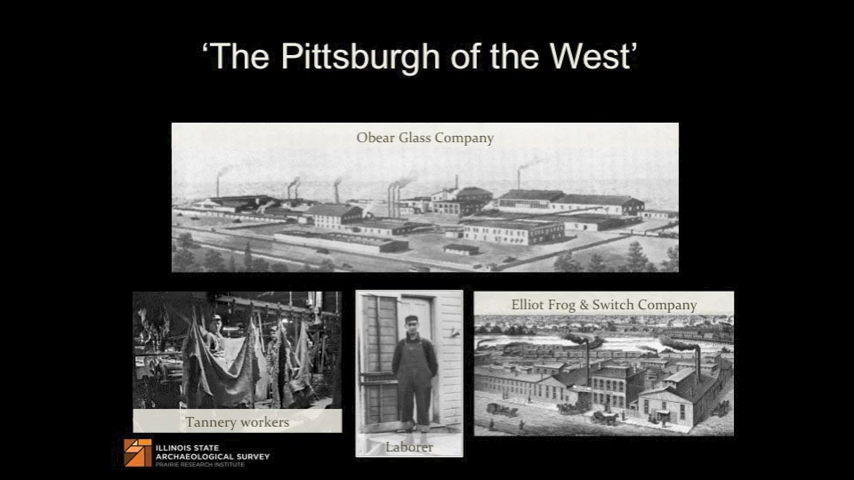 ‘The Pittsburgh of the West’
Obear Glass Company
Elliot Frog & Switch Company
Tannery workers
Laborer
ILLINOIS STATE
ARCHAEOLOGICAL SURVEY
PRAIRIE RESEARCH INSTITUTE